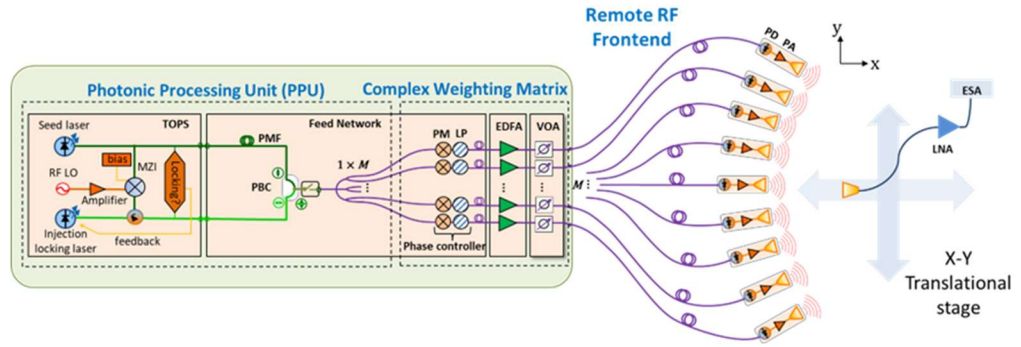 Remote RF
Frontend
Photonic Processing Unit (PPU)
Complex Weighting Matrix
Seed laser
TOPS
bias
MZI
RF LO
Amplifier
Locking?
Injection
locking laser
feedback
Feed Network
PMF
PBC
1 × M
PM LP
EDFA
VOA
Phase controller
M
PD PA
y
x
ESA
LNA
X-Y
Translational
stage